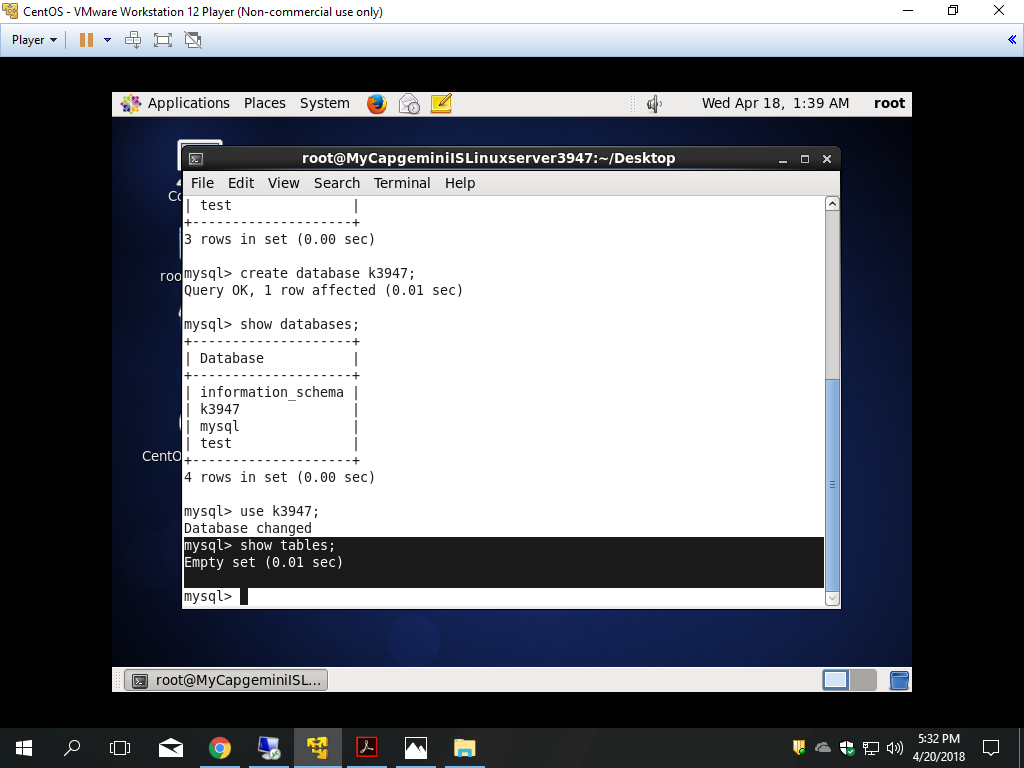 CentOS - VMware Workstation 12 Player (Non-commercial use only)
Player
Applications Places System Wed Apr 18, 1:39 AM root
root@MyCapgeminiISLinuxserver3947:~/Desktop
File Edit View Search Terminal Help
| test |
+--------------------+
3 rows in set (0.00 sec)
mysql> create database k3947;
Query OK, 1 row affected (0.01 sec)
mysql> show databases;
+--------------------+
| Database |
+--------------------+
| information_schema |
| k3947 |
| mysql |
| test |
+--------------------+
4 rows in set (0.00 sec)
mysql> use k3947;
Database changed
mysql> show tables;
Empty set (0.01 sec)
mysql>
Co
roo
CentO
root@MyCapgeminiISL...
5:32 PM
4/20/2018